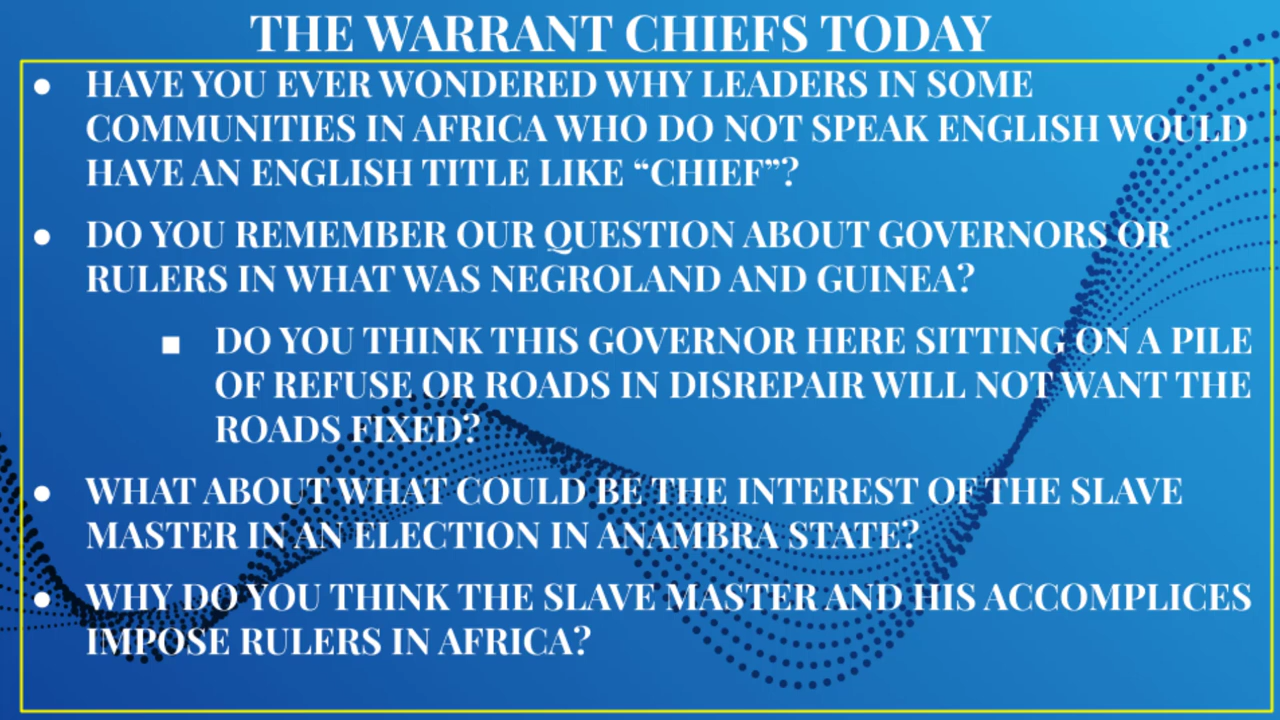 THE WARRANT CHIEFS TODAY
• HAVE YOU EVER WONDERED WHY LEADERS IN SOME
COMMUNITIES IN AFRICA WHO DO NOT SPEAK ENGLISH WOULD
HAVE AN ENGLISH TITLE LIKE “CHIEF”?
• DO YOU REMEMBER OUR QUESTION ABOUT GOVERNORS OR
RULERS IN WHAT WAS NEGROLAND AND GUINEA?
■ DO YOU THINK THIS GOVERNOR HERE SITTING ON A PILE
OF REFUSE OR ROADS IN DISREPAIR WILL NOT WANT THE
ROADS FIXED?
• WHAT ABOUT WHAT COULD BE THE INTEREST OF THE SLAVE
MASTER IN AN ELECTION IN ANAMBRA STATE?
• WHY DO YOU THINK THE SLAVE MASTER AND HIS ACCOMPLICES
IMPOSE RULERS IN AFRICA?